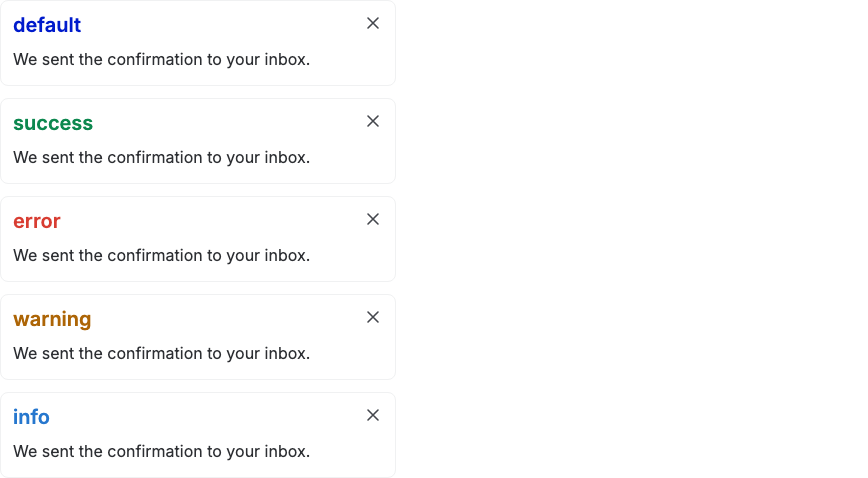 default
We sent the confirmation to your inbox.
success
We sent the confirmation to your inbox.
error
We sent the confirmation to your inbox.
warning
We sent the confirmation to your inbox.
info
We sent the confirmation to your inbox.